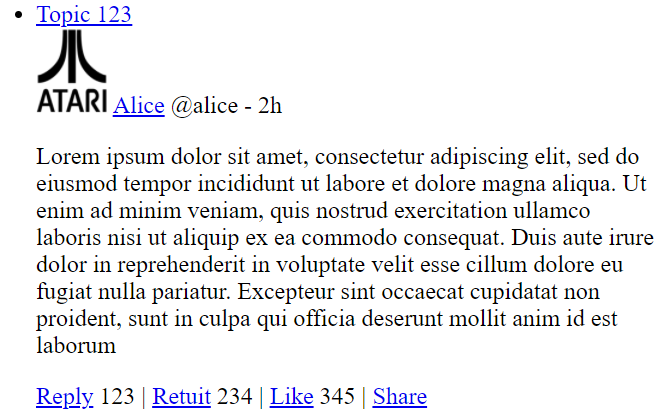 Topic 123
ATARI Alice @alice - 2h
Lorem ipsum dolor sit amet, consectetur adipiscing elit, sed do
eiusmod tempor incididunt ut labore et dolore magna aliqua. Ut
enim ad minim veniam, quis nostrud exercitation ullamco
laboris nisi ut aliquip ex ea commodo consequat. Duis aute irure
dolor in reprehenderit in voluptate velit esse cillum dolore eu
fugiat nulla pariatur. Excepteur sint occaecat cupidatat non
proident, sunt in culpa qui officia deserunt mollit anim id est
laborum
Reply 123 | Retuit 234 | Like 345 | Share